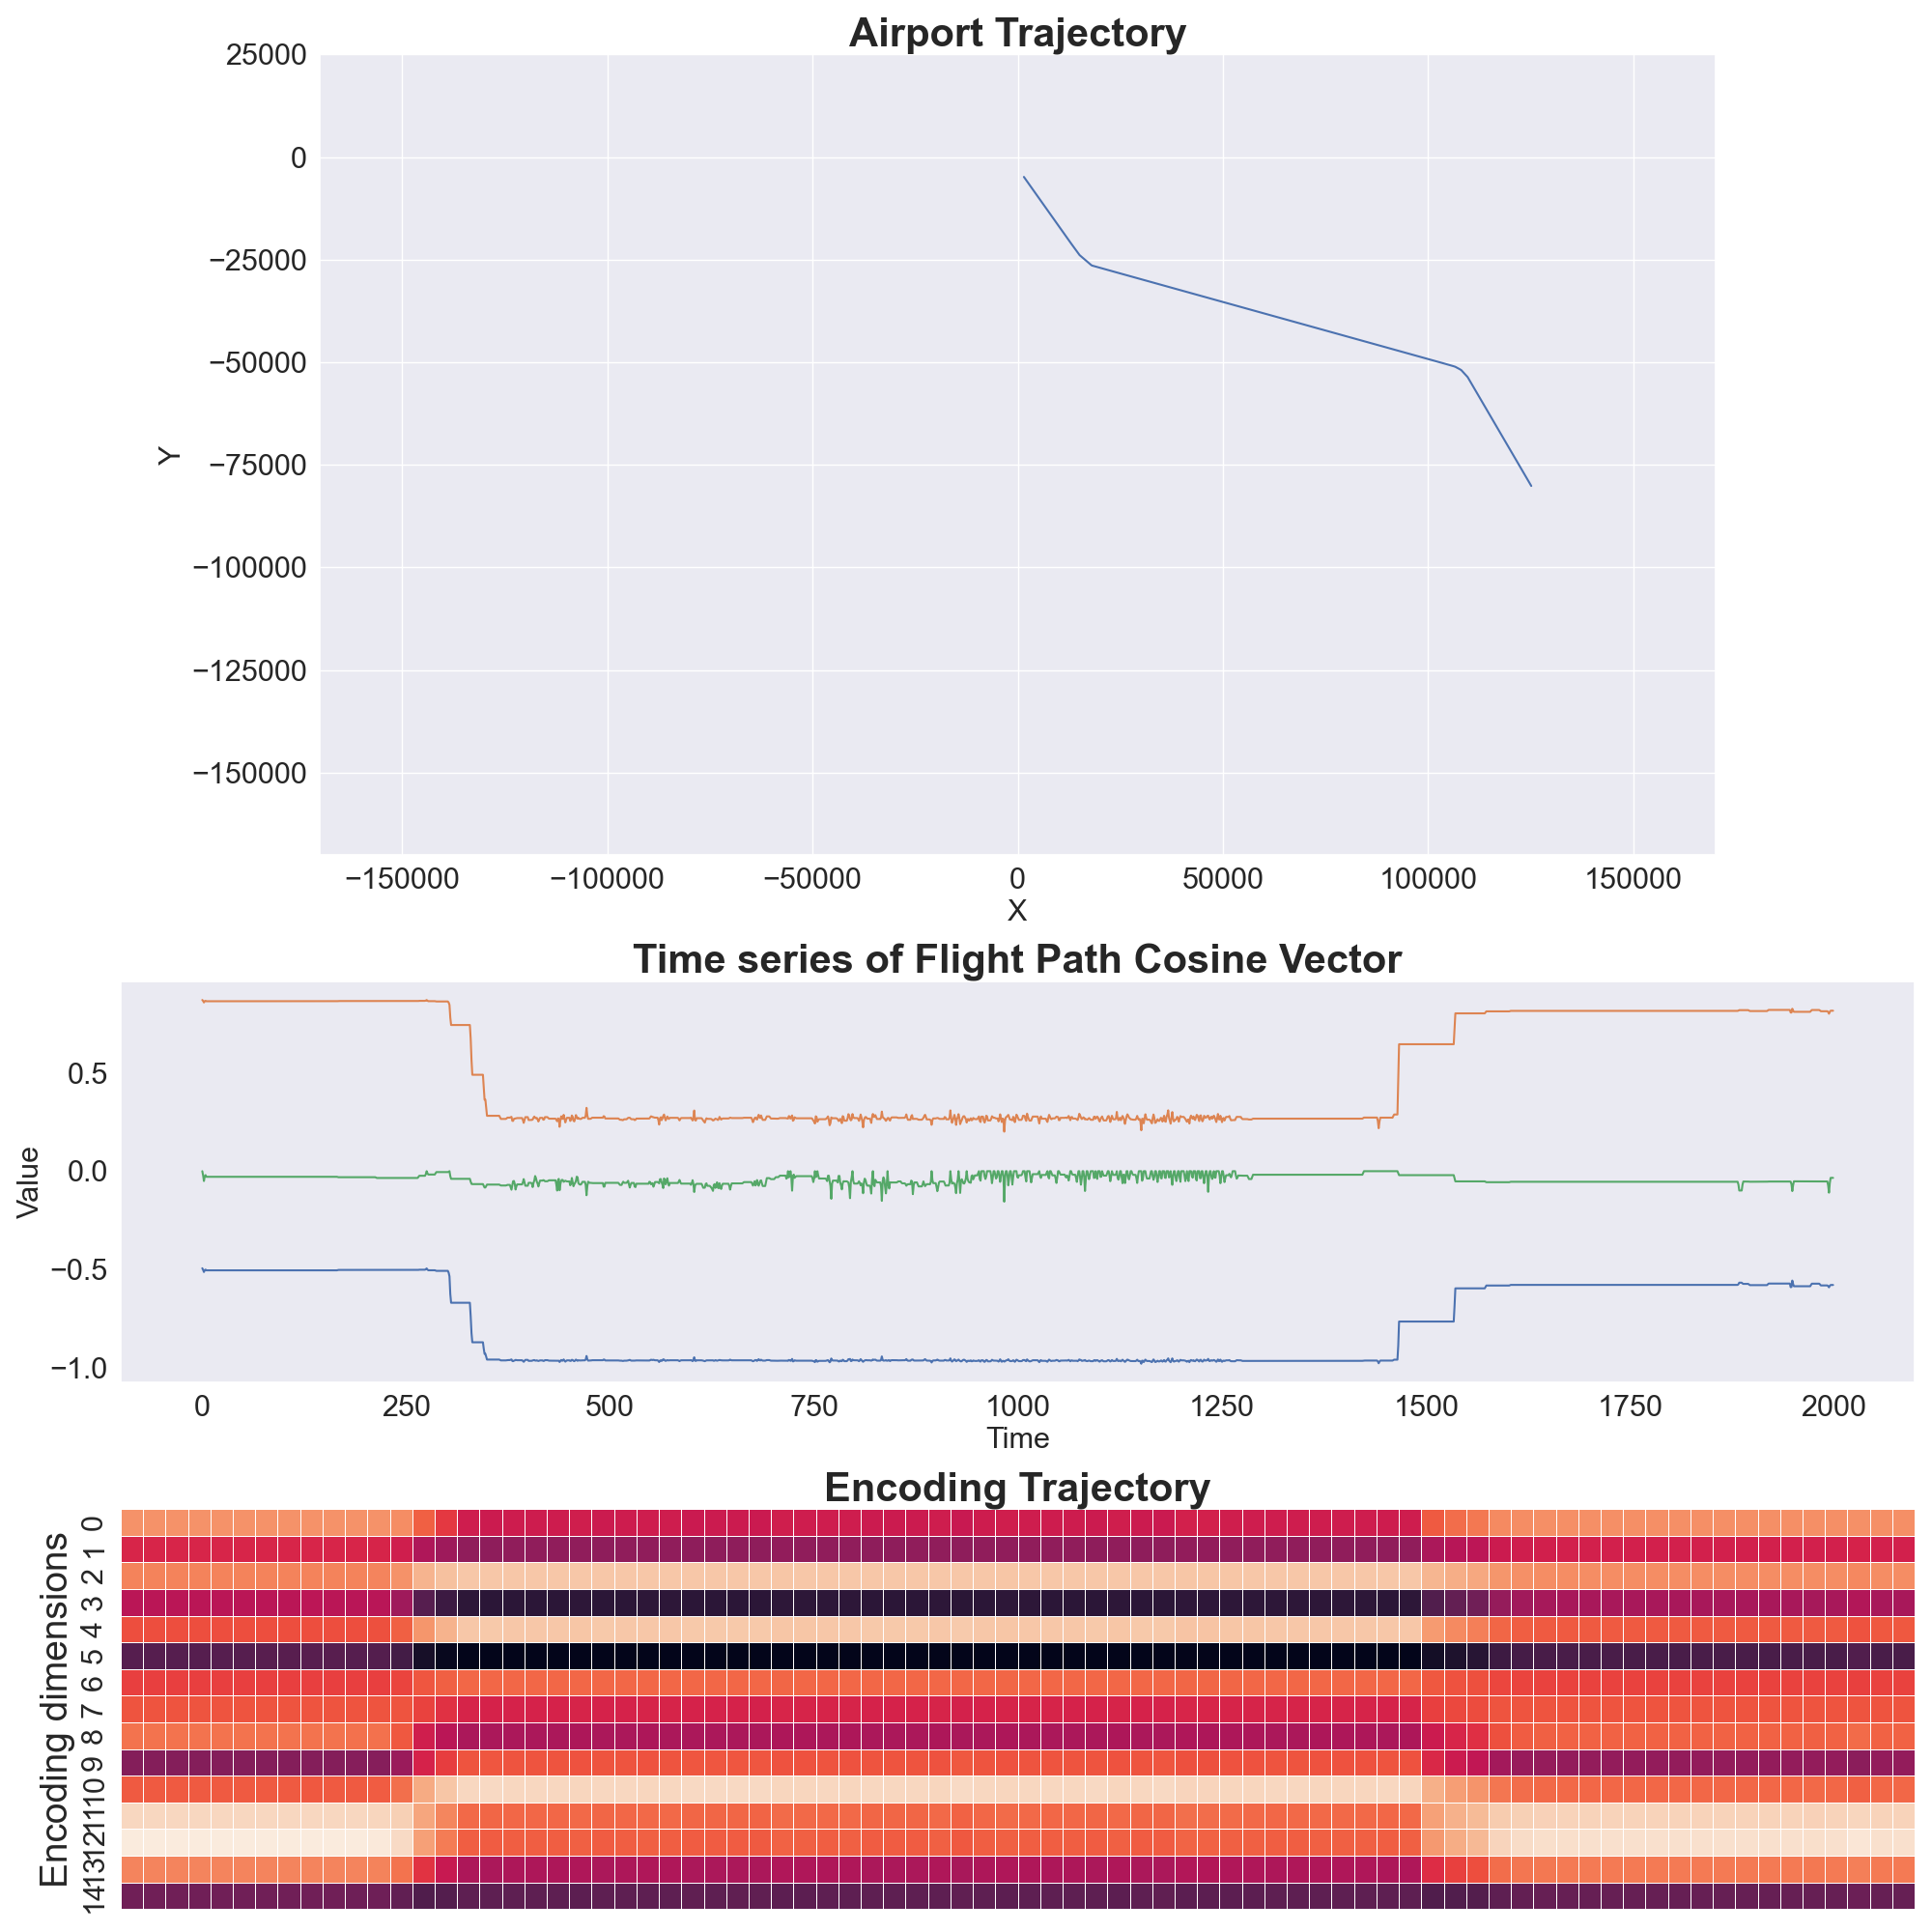 Airport Trajectory
25000
0
−25000
−50000
−75000
−100000
−125000
−150000
Y
−150000 −100000 −50000 0 50000 100000 150000
X
Time series of Flight Path Cosine Vector
0.5
0.0
−0.5
−1.0
Value
0 250 500 750 1000 1250 1500 1750 2000
Time
Encoding Trajectory
Encoding dimensions
0
1
2
3
4
5
6
7
8
9
10
11
12
13
14